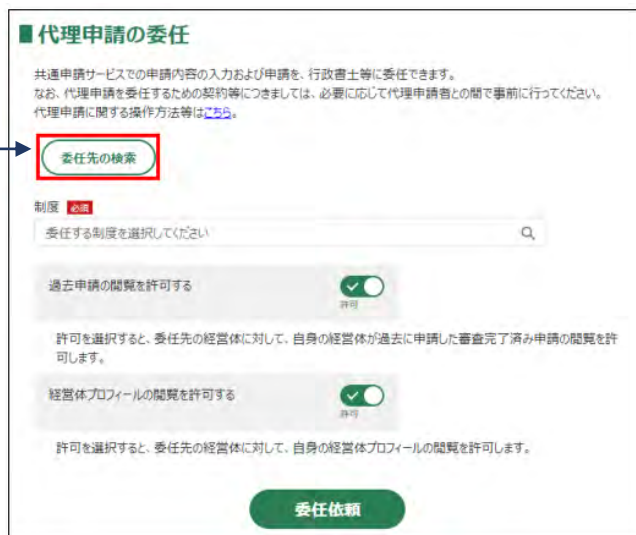 代理申請の委任
共通申請サービスでの申請内容の入力および申請を、行政書士等に委任できます。
なお、代理申請を委任するための契約等につきましては、必要に応じて代理申請者との間で事前に行ってください。
代理申請に関する操作方法等はこちら。
委任先の検索
制度 必須
委任する制度を選択してください
過去申請の閲覧を許可する
許可
許可を選択すると、委任先の経営体に対して、自身の経営体が過去に申請した審査完了済み申請の閲覧を許
可します。
経営体プロフィールの閲覧を許可する
許可
許可を選択すると、委任先の経営体に対して、自身の経営体プロフィールの閲覧を許可します。
委任依頼